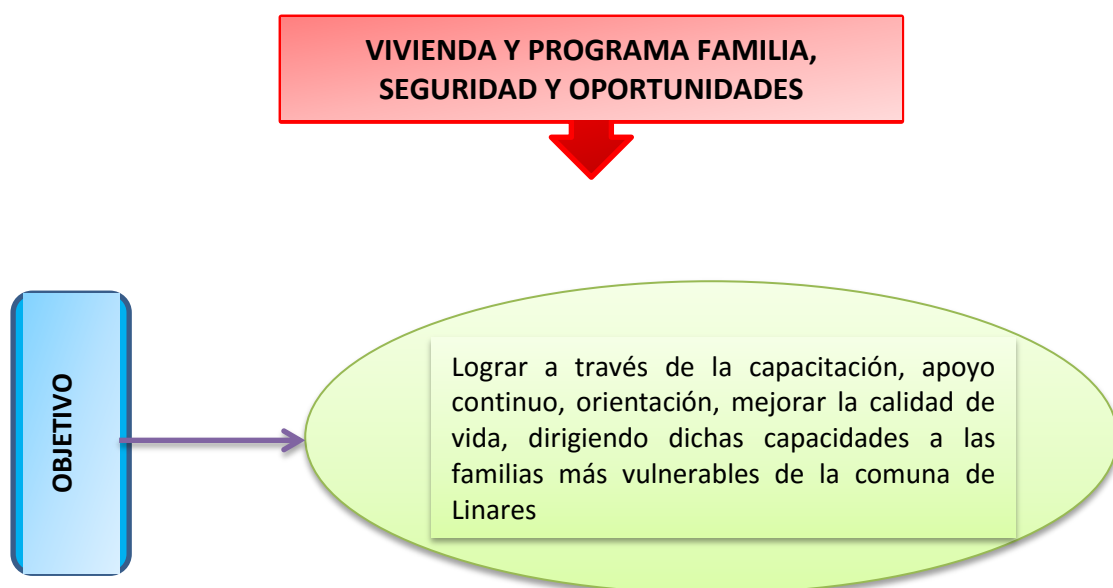 VIVIENDA Y PROGRAMA FAMILIA,
SEGURIDAD Y OPORTUNIDADES
OBJETIVO
Lograr a través de la capacitación, apoyo
continuo, orientación, mejorar la calidad de
vida, dirigiendo dichas capacidades a las
familias más vulnerables de la comuna de
Linares